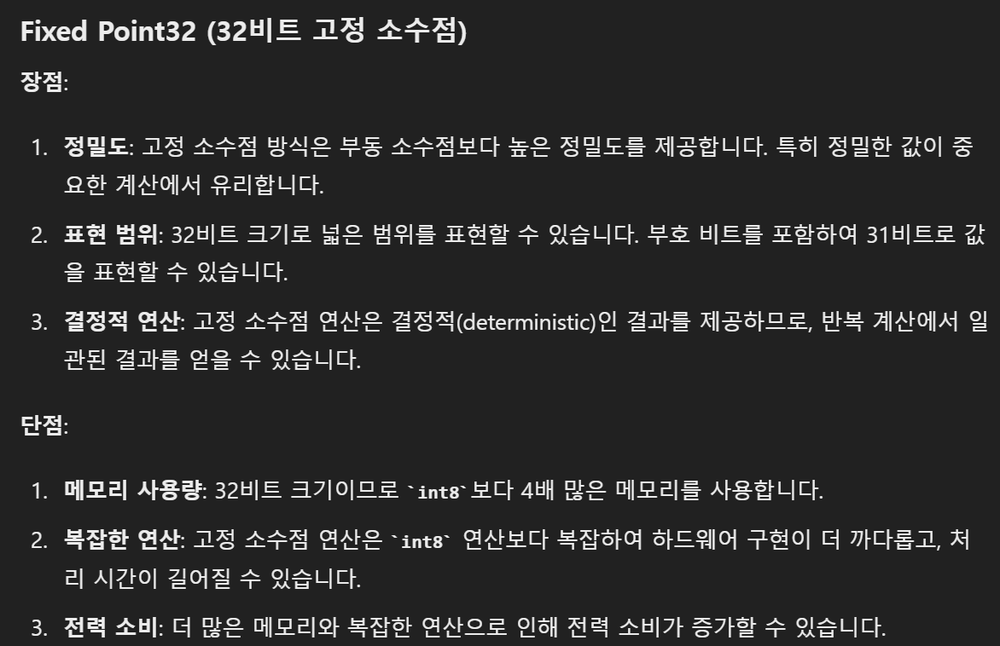 Fixed Point32 (32비트 고정 소수점)
장점:
1. 정밀도: 고정 소수점 방식은 부동 소수점보다 높은 정밀도를 제공합니다. 특히 정밀한 값이 중
요한 계산에서 유리합니다.
2. 표현 범위: 32비트 크기로 넓은 범위를 표현할 수 있습니다. 부호 비트를 포함하여 31비트로 값
을 표현할 수 있습니다.
3. 결정적 연산: 고정 소수점 연산은 결정적(deterministic)인 결과를 제공하므로, 반복 계산에서 일
관된 결과를 얻을 수 있습니다.
단점:
1. 메모리 사용량: 32비트 크기이므로 `int8`보다 4배 많은 메모리를 사용합니다.
2. 복잡한 연산: 고정 소수점 연산은 `int8` 연산보다 복잡하여 하드웨어 구현이 더 까다롭고, 처
리 시간이 길어질 수 있습니다.
3. 전력 소비: 더 많은 메모리와 복잡한 연산으로 인해 전력 소비가 증가할 수 있습니다.